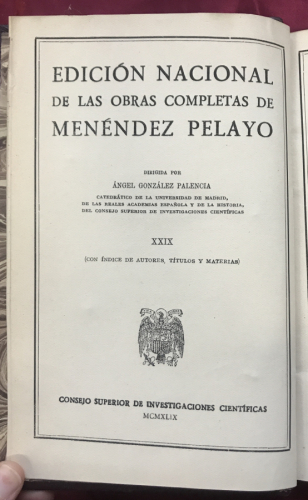 EDICIÓN NACIONAL
DE LAS OBRAS COMPLETAS DE
MENÉNDEZ PELAYO
DIRIGIDA POR
ÁNGEL GONZÁLEZ PALENCIA
CATEDRÁTICO DE LA UNIVERSIDAD DE MADRID,
DE LAS REALES ACADEMIAS ESPAÑOLA Y DE LA HISTORIA,
DEL CONSEJO SUPERIOR DE INVESTIGACIONES CIENTÍFICAS
XXIX
(CON ÍNDICE DE AUTORES, TÍTULOS Y MATERIAS)
CONSEJO SUPERIOR DE INVESTIGACIONES CIENTÍFICAS
MCMXLIX